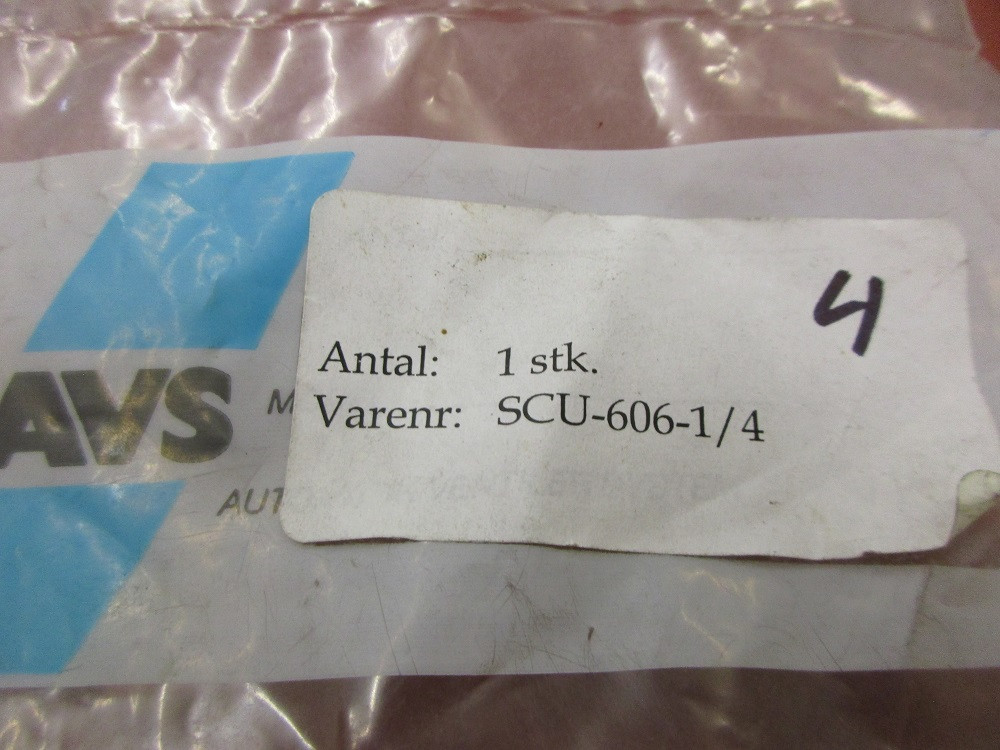 4
Antal: 1 stk.
Varenr: SCU-606-1/4
AVS